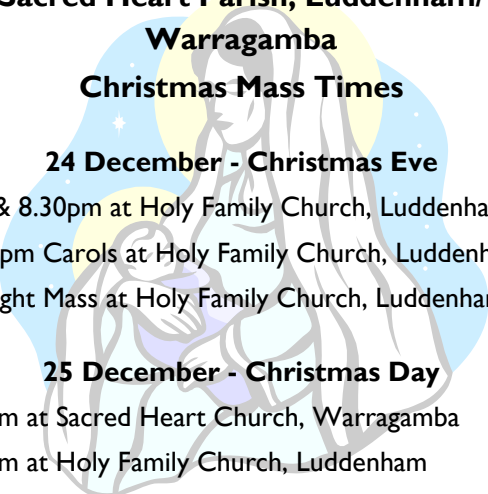 Sacred Heart Parish, Luddenham/
Warragamba
Christmas Mass Times
24 December - Christmas Eve
& 8.30pm at Holy Family Church, Luddenha
pm Carols at Holy Family Church, Luddenh
ght Mass at Holy Family Church, Luddenha
25 December - Christmas Day
m at Sacred Heart Church, Warragamba
m at Holy Family Church, Luddenham